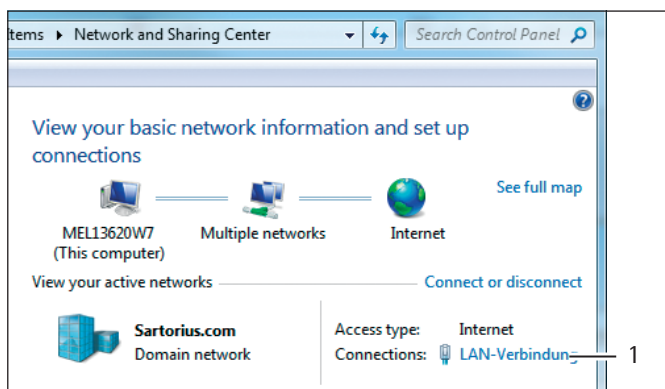 tems ▸ Network and Sharing Center
Search Control Panel
View your basic network information and set up
connections
See full map
MEL13620W7
(This computer)
Multiple networks
Internet
View your active networks
Connect or disconnect
Sartorius.com
Domain network
Access type: Internet
Connections: LAN-Verbindung
1